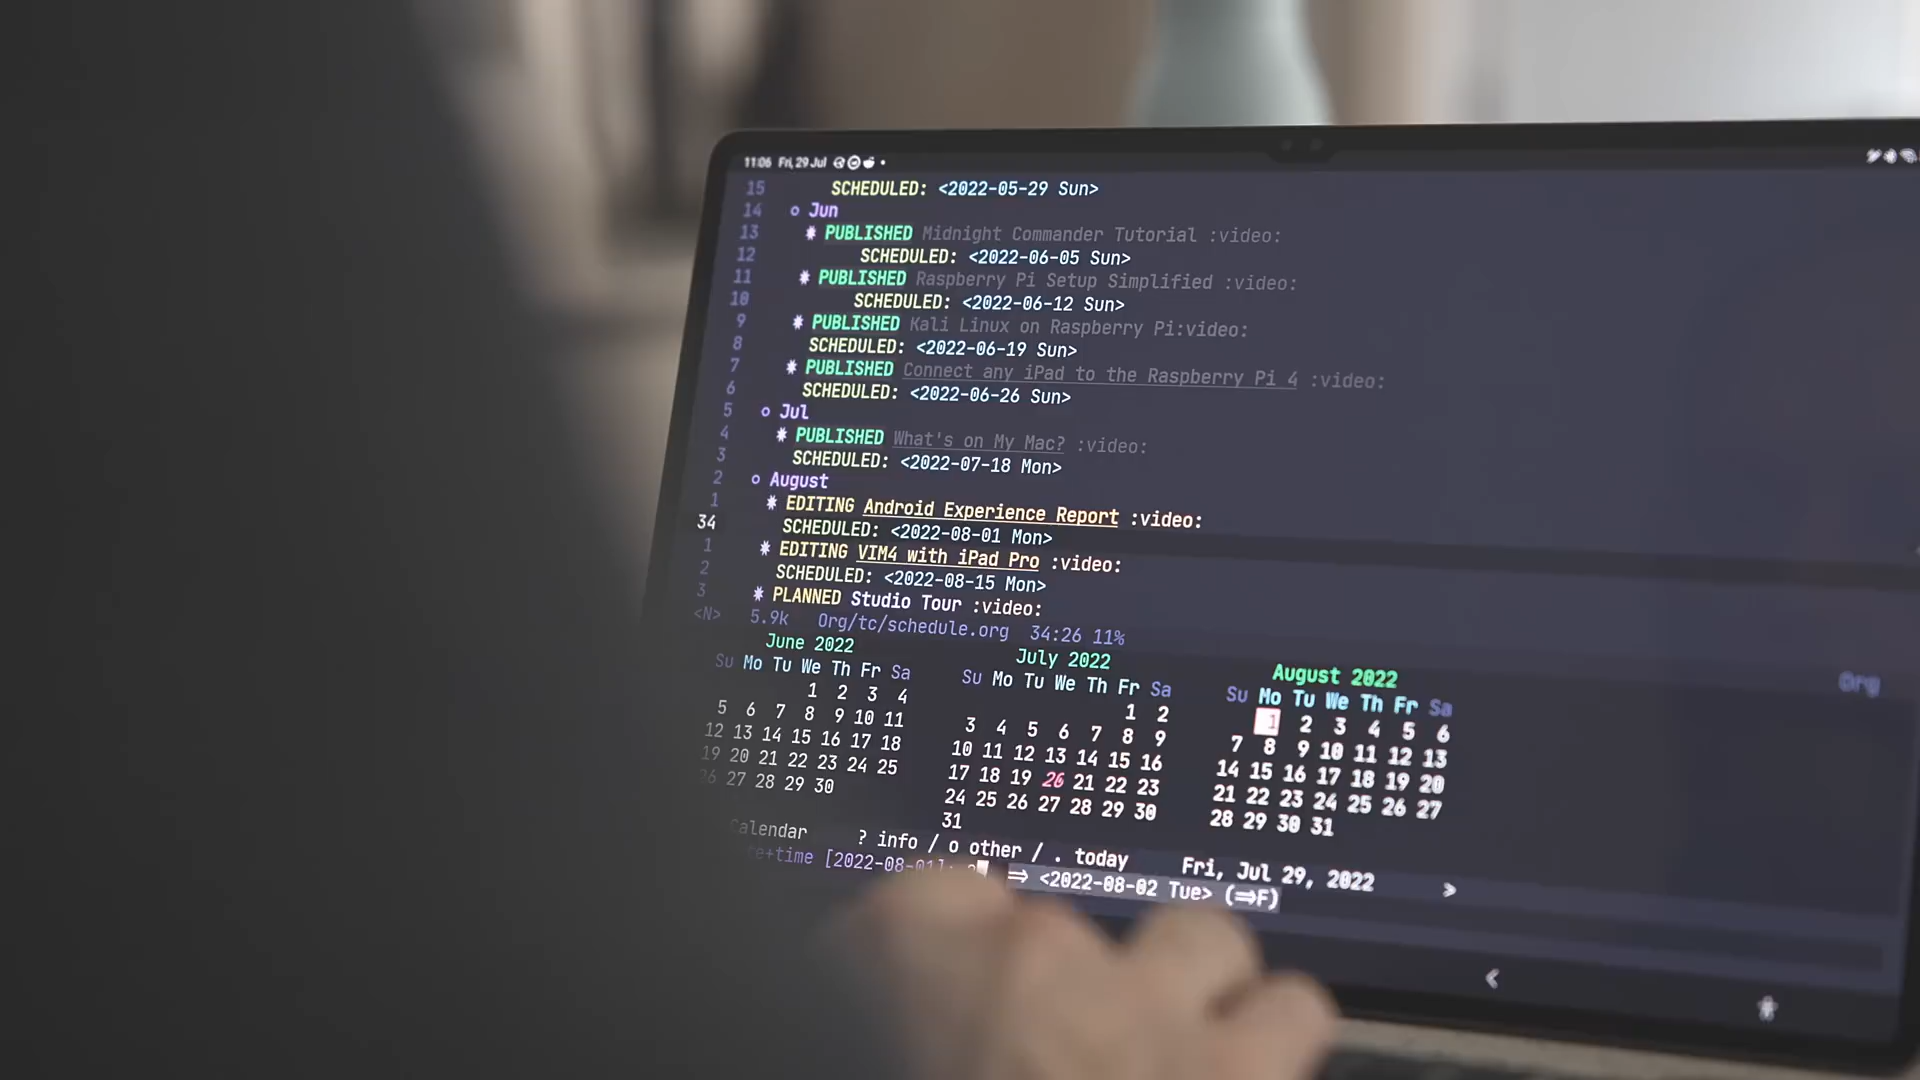 11:06 Fri, 29 Jul
15 SCHEDULED: <2022-05-29 Sun>
14 Jun
13 PUBLISHED Midnight Commander Tutorial :video:
12 SCHEDULED: <2022-06-05 Sun>
11 PUBLISHED Raspberry Pi Setup Simplified :video:
10 SCHEDULED: <2022-06-12 Sun>
9 PUBLISHED Kali Linux on Raspberry Pi:video:
8 SCHEDULED: <2022-06-19 Sun>
7 PUBLISHED Connect any iPad to the Raspberry Pi 4 :video:
6 SCHEDULED: <2022-06-26 Sun>
5 Jul
4 PUBLISHED What's on My Mac? :video:
3 SCHEDULED: <2022-07-18 Mon>
2 August
1 EDITING Android Experience Report :video:
34 SCHEDULED: <2022-08-01 Mon>
1 EDITING VIM4 with iPad Pro :video:
2 SCHEDULED: <2022-08-15 Mon>
3 PLANNED Studio Tour :video:
<N> 5.9k Org/tc/schedule.org 34:26 11% Org
June 2022 July 2022 August 2022
Su Mo Tu We Th Fr Sa Su Mo Tu We Th Fr Sa Su Mo Tu We Th Fr Sa
1 2 3 4 1 2 1 2 3 4 5 6
5 6 7 8 9 10 11 3 4 5 6 7 8 9 7 8 9 10 11 12 13
12 13 14 15 16 17 18 10 11 12 13 14 15 16 14 15 16 17 18 19 20
19 20 21 22 23 24 25 17 18 19 20 21 22 23 21 22 23 24 25 26 27
26 27 28 29 30 24 25 26 27 28 29 30 28 29 30 31
31
Calendar ? info / o other / . today Fri, Jul 29, 2022 >
[2022-08-01]: 2 => <2022-08-02 Tue> (=>F)